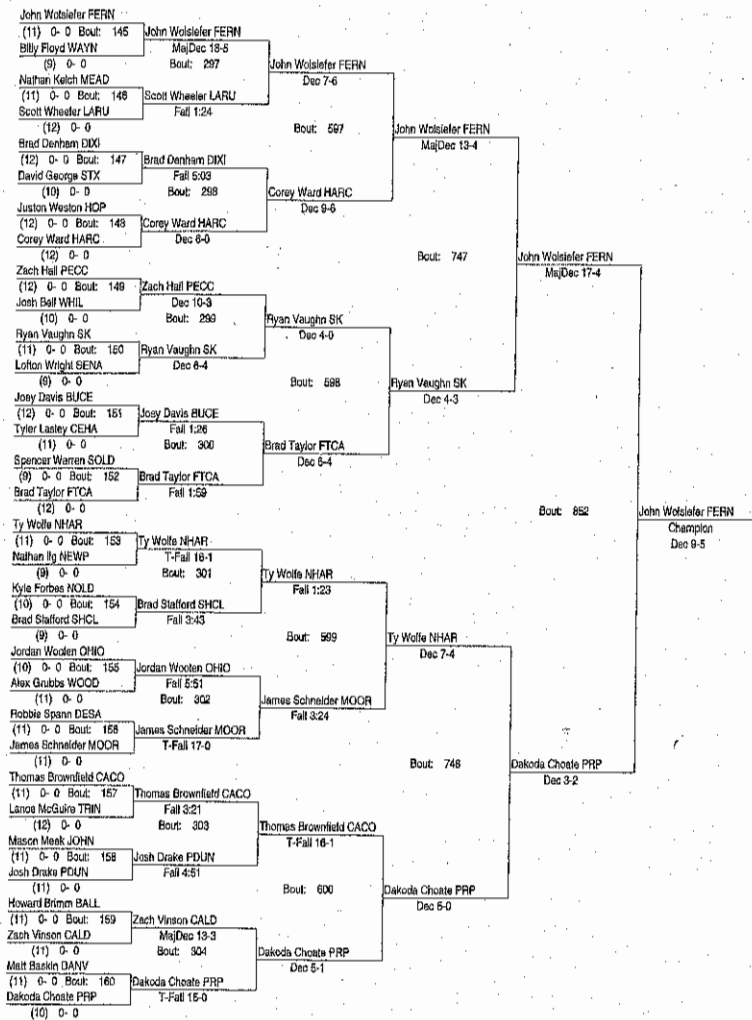 John Wolsiefer FERN
(11) 0- 0 Bout: 145
Billy Floyd WAYN
(9) 0- 0
Nathan Kelch MEAD
(11) 0- 0 Bout: 146
Scott Wheeler LARU
(12) 0- 0
Brad Denham DIXI
(12) 0- 0 Bout: 147
David George STX
(10) 0- 0
Juston Weston HOP
(12) 0- 0 Bout: 148
Corey Ward HARC
(12) 0- 0
Zach Hall PECC
(12) 0- 0 Bout: 149
Josh Bell WHIL
(10) 0- 0
Ryan Vaughn SK
(11) 0- 0 Bout: 150
Lofton Wright SENA
(9) 0- 0
Joey Davis BUCE
(12) 0- 0 Bout: 151
Tyler Lasley CEHA
(11) 0- 0
Spencer Warren SOLD
(9) 0- 0 Bout: 152
Brad Taylor FTCA
(12) 0- 0
Ty Wolfe NHAR
(11) 0- 0 Bout: 153
Nathan Ilg NEWP
(9) 0- 0
Kyle Forbes NOLD
(10) 0- 0 Bout: 154
Brad Stafford SHCL
(9) 0- 0
Jordan Wooten OHIO
(10) 0- 0 Bout: 155
Alex Grubbs WOOD
(11) 0- 0
Robbie Spann DESA
(11) 0- 0 Bout: 156
James Schneider MOOR
(11) 0- 0
Thomas Brownfield CACO
(11) 0- 0 Bout: 157
Lance McGuire TRIN
(12) 0- 0
Mason Meek JOHN
(11) 0- 0 Bout: 158
Josh Drake PDUN
(11) 0- 0
Howard Brimm BALL
(11) 0- 0 Bout: 159
Zach Vinson CALD
(11) 0- 0
Matt Baskin DANV
(11) 0- 0 Bout: 160
Dakoda Choate PRP
(10) 0- 0
John Wolsiefer FERN
MajDec 18-5
Bout: 297
Scott Wheeler LARU
Fall 1:24
Brad Denham DIXI
Fall 5:03
Bout: 298
Corey Ward HARC
Dec 6-0
Zach Hall PECC
Dec 10-3
Bout: 299
Ryan Vaughn SK
Dec 6-4
Joey Davis BUCE
Fall 1:26
Bout: 300
Brad Taylor FTCA
Fall 1:59
Ty Wolfe NHAR
T-Fall 16-1
Bout: 301
Brad Stafford SHCL
Fall 3:43
Jordan Wooten OHIO
Fall 5:51
Bout: 302
James Schneider MOOR
T-Fall 17-0
Thomas Brownfield CACO
Fall 3:21
Bout: 303
Josh Drake PDUN
Fall 4:51
Zach Vinson CALD
MajDec 13-3
Bout: 304
Dakoda Choate PRP
T-Fall 15-0
John Wolsiefer FERN
Dec 7-6
Bout: 597
Corey Ward HARC
Dec 9-6
Ryan Vaughn SK
Dec 4-0
Bout: 598
Brad Taylor FTCA
Dec 6-4
Ty Wolfe NHAR
Fall 1:23
Bout: 599
James Schneider MOOR
Fall 3:24
Thomas Brownfield CACO
T-Fall 16-1
Bout: 600
Dakoda Choate PRP
Dec 5-1
John Wolsiefer FERN
MajDec 13-4
Bout: 747
Ryan Vaughn SK
Dec 4-3
Ty Wolfe NHAR
Dec 7-4
Bout: 748
Dakoda Choate PRP
Dec 5-0
John Wolsiefer FERN
MajDec 17-4
Bout: 852
Dakoda Choate PRP
Dec 3-2
John Wolsiefer FERN
Champion
Dec 9-5